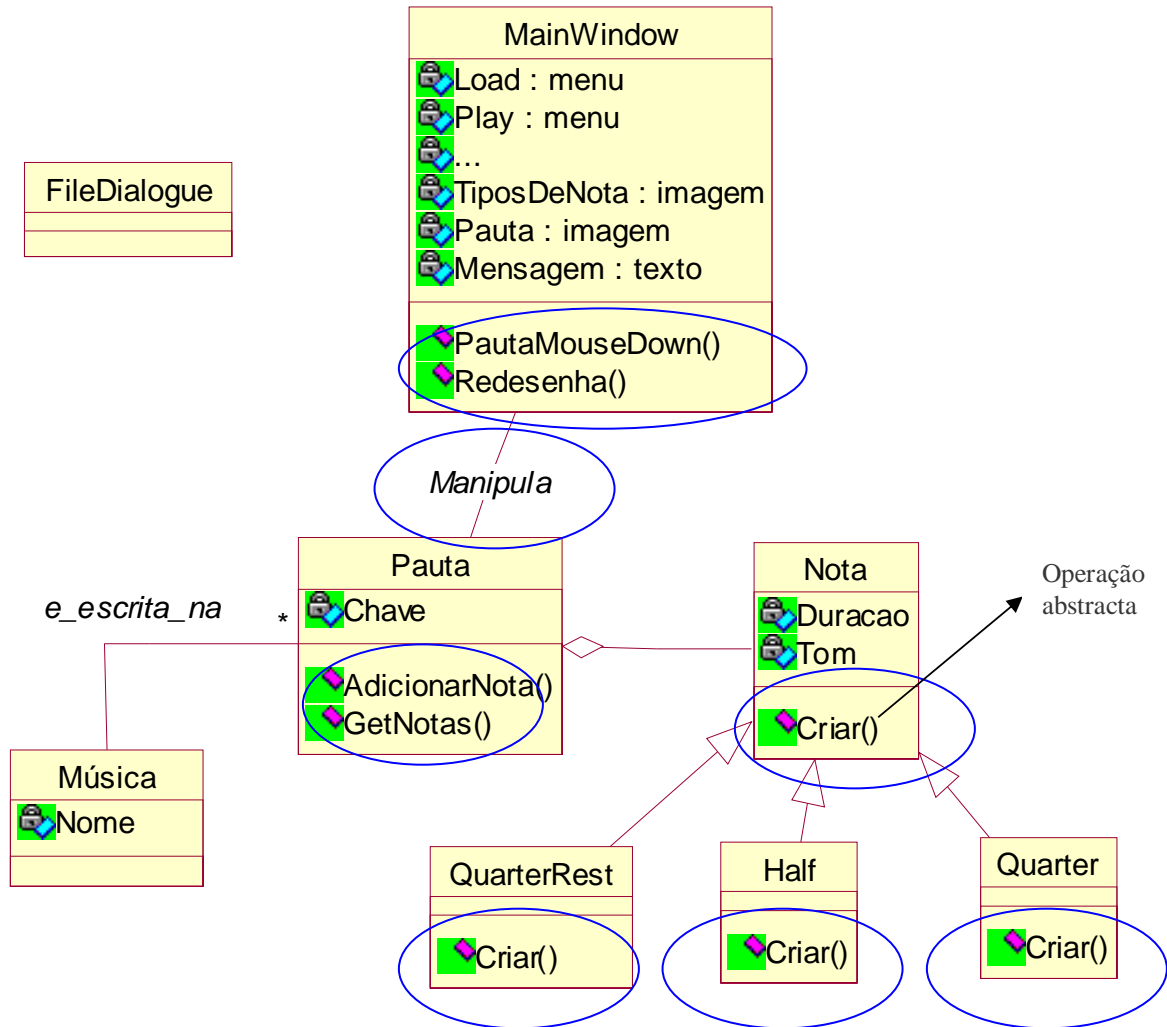 MainWindow
Load : menu
Play : menu
...
TiposDeNota : imagem
Pauta : imagem
Mensagem : texto
PautaMouseDown()
Redesenha()
FileDialogue
Manipula
Pauta
Chave
AdicionarNota()
GetNotas()
e_escrita_na
*
Música
Nome
Nota
Duracao
Tom
Criar()
Operação
abstracta
QuarterRest
Criar()
Half
Criar()
Quarter
Criar()